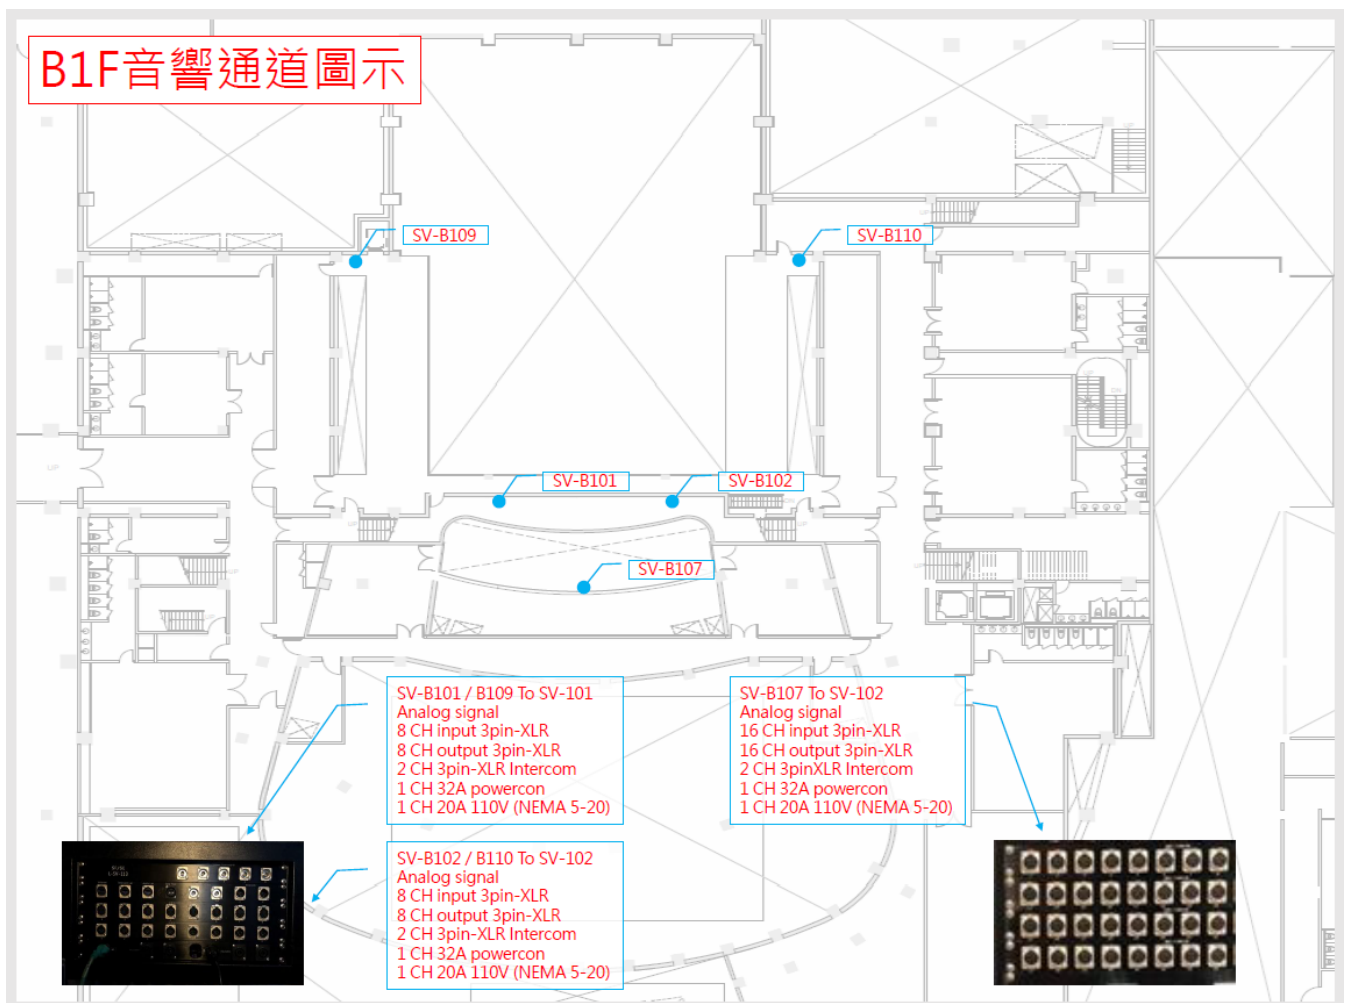 B1F音響通道圖示
SV-B109
SV-B110
SV-B101
SV-B102
SV-B107
SV-B101 / B109 To SV-101
Analog signal
8 CH input 3pin-XLR
8 CH output 3pin-XLR
2 CH 3pin-XLR Intercom
1 CH 32A powercon
1 CH 20A 110V (NEMA 5-20)
SV-B107 To SV-102
Analog signal
16 CH input 3pin-XLR
16 CH output 3pin-XLR
2 CH 3pinXLR Intercom
1 CH 32A powercon
1 CH 20A 110V (NEMA 5-20)
SV-B102 / B110 To SV-102
Analog signal
8 CH input 3pin-XLR
8 CH output 3pin-XLR
2 CH 3pin-XLR Intercom
1 CH 32A powercon
1 CH 20A 110V (NEMA 5-20)